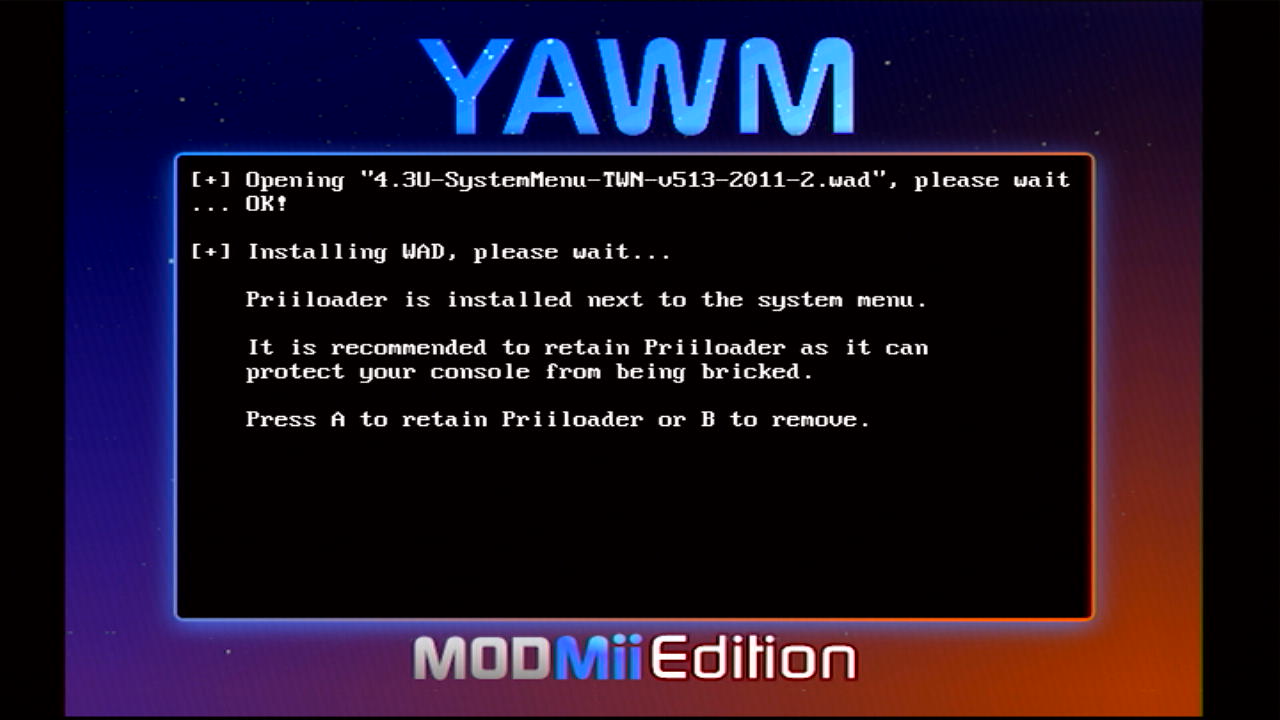 YAWM
[+] Opening "4.3U-SystemMenu-TWN-v513-2011-2.wad", please wait
... OK!
[+] Installing WAD, please wait...
Priiloader is installed next to the system menu.
It is recommended to retain Priiloader as it can
protect your console from being bricked.
Press A to retain Priiloader or B to remove.
MODMii Edition